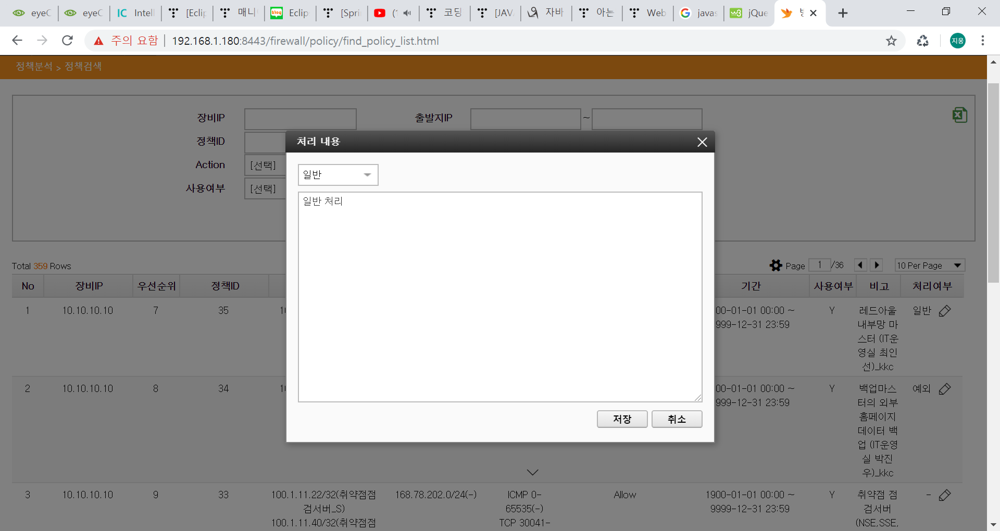 eyeC
eyeC
IC Intell
[Eclip
매니
blog Eclip
[Sprin
(1
코딩
[JAVA
자바
아는
Web
javas
w3 jQue
주의 요함 | 192.168.1.180:8443/firewall/policy/find_policy_list.html
지웅
정책분석 > 정책검색
장비IP 출발지IP ~
정책ID
Action [선택]
사용여부 [선택]
처리 내용
일반
일반 처리
저장 취소
Total 359 Rows
Page 1 /36 10 Per Page
No 장비IP 우선순위 정책ID 기간 사용여부 비고 처리여부
1 10.10.10.10 7 35 00-01-01 00:00 ~ Y 레드아울 일반
999-12-31 23:59 내부망 마
스터 (IT운
영실 최인
선)_kkc
2 10.10.10.10 8 34 00-01-01 00:00 ~ Y 백업마스 예외
999-12-31 23:59 터의 외부
홈페이지
데이터 백
업 (IT운영
실 박진
우)_kkc
3 10.10.10.10 9 33 100.1.11.22/32(취약점점 168.78.202.0/24(-) ICMP 0- Allow 1900-01-01 00:00 ~ Y 취약점 점 -
검서버_S) 65535(-) 9999-12-31 23:59 검서버
100.1.11.40/32(취약점점 TCP 30041- (NSE,SSE,